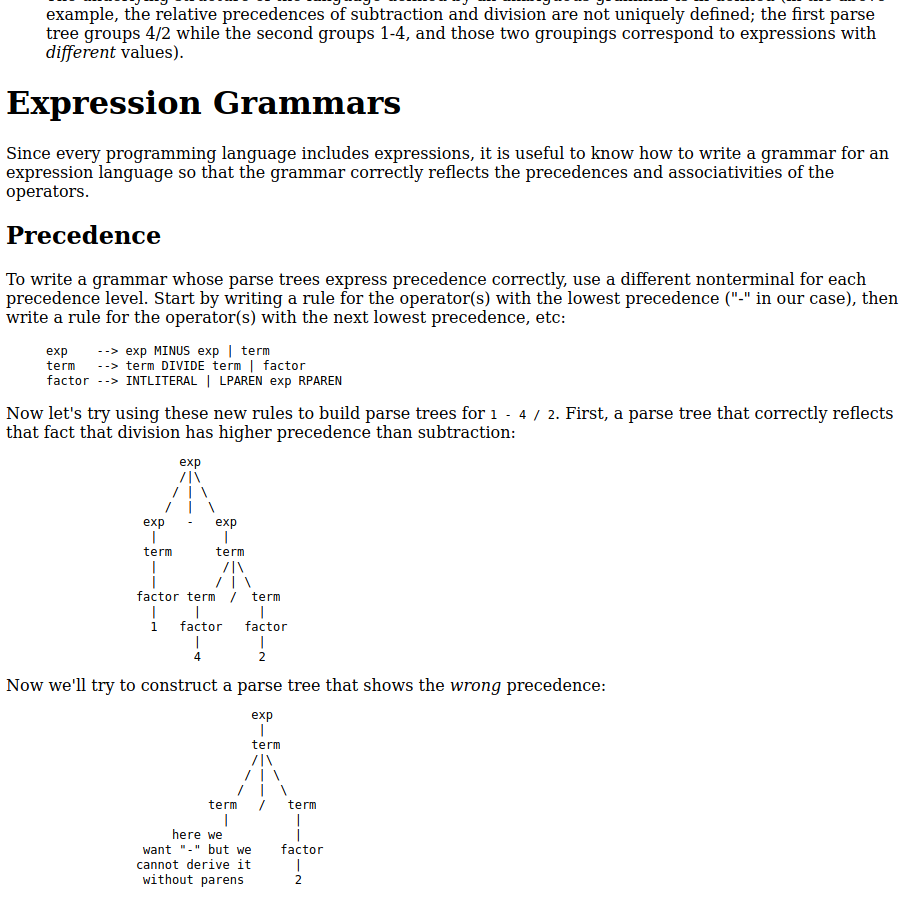 example, the relative precedences of subtraction and division are not uniquely defined; the first parse
tree groups 4/2 while the second groups 1-4, and those two groupings correspond to expressions with
different values).
Expression Grammars
Since every programming language includes expressions, it is useful to know how to write a grammar for an
expression language so that the grammar correctly reflects the precedences and associativities of the
operators.
Precedence
To write a grammar whose parse trees express precedence correctly, use a different nonterminal for each
precedence level. Start by writing a rule for the operator(s) with the lowest precedence ("-" in our case), then
write a rule for the operator(s) with the next lowest precedence, etc:
exp    --> exp MINUS exp | term
term   --> term DIVIDE term | factor
factor --> INTLITERAL | LPAREN exp RPAREN
Now let's try using these new rules to build parse trees for 1 - 4 / 2. First, a parse tree that correctly reflects
that fact that division has higher precedence than subtraction:
                  exp
                  /|\
                 / | \
                /  |  \
             exp   -   exp
              |         |
             term      term
              |         /|\
              |        / | \
            factor term  /  term
              |     |        |
              1   factor   factor
                    |        |
                    4        2
Now we'll try to construct a parse tree that shows the wrong precedence:
                            exp
                             |
                            term
                            /|\
                           / | \
                          /  |  \
                      term   /   term
                        |         |
                 here we          |
             want "-" but we    factor
            cannot derive it      |
             without parens       2